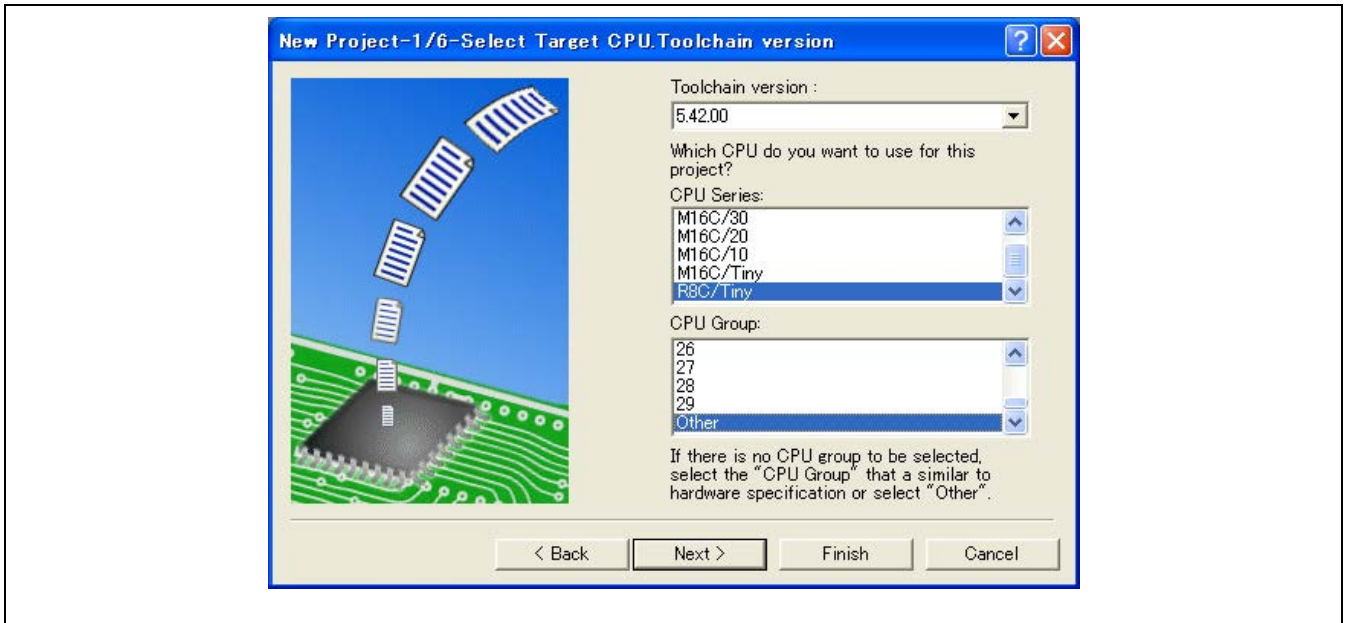 New Project-1/6-Select Target CPU.Toolchain version
Toolchain version :
5.42.00
Which CPU do you want to use for this
project?
CPU Series:
M16C/30
M16C/20
M16C/10
M16C/Tiny
R8C/Tiny
CPU Group:
26
27
28
29
Other
If there is no CPU group to be selected,
select the "CPU Group" that a similar to
hardware specification or select "Other".
< Back Next > Finish Cancel